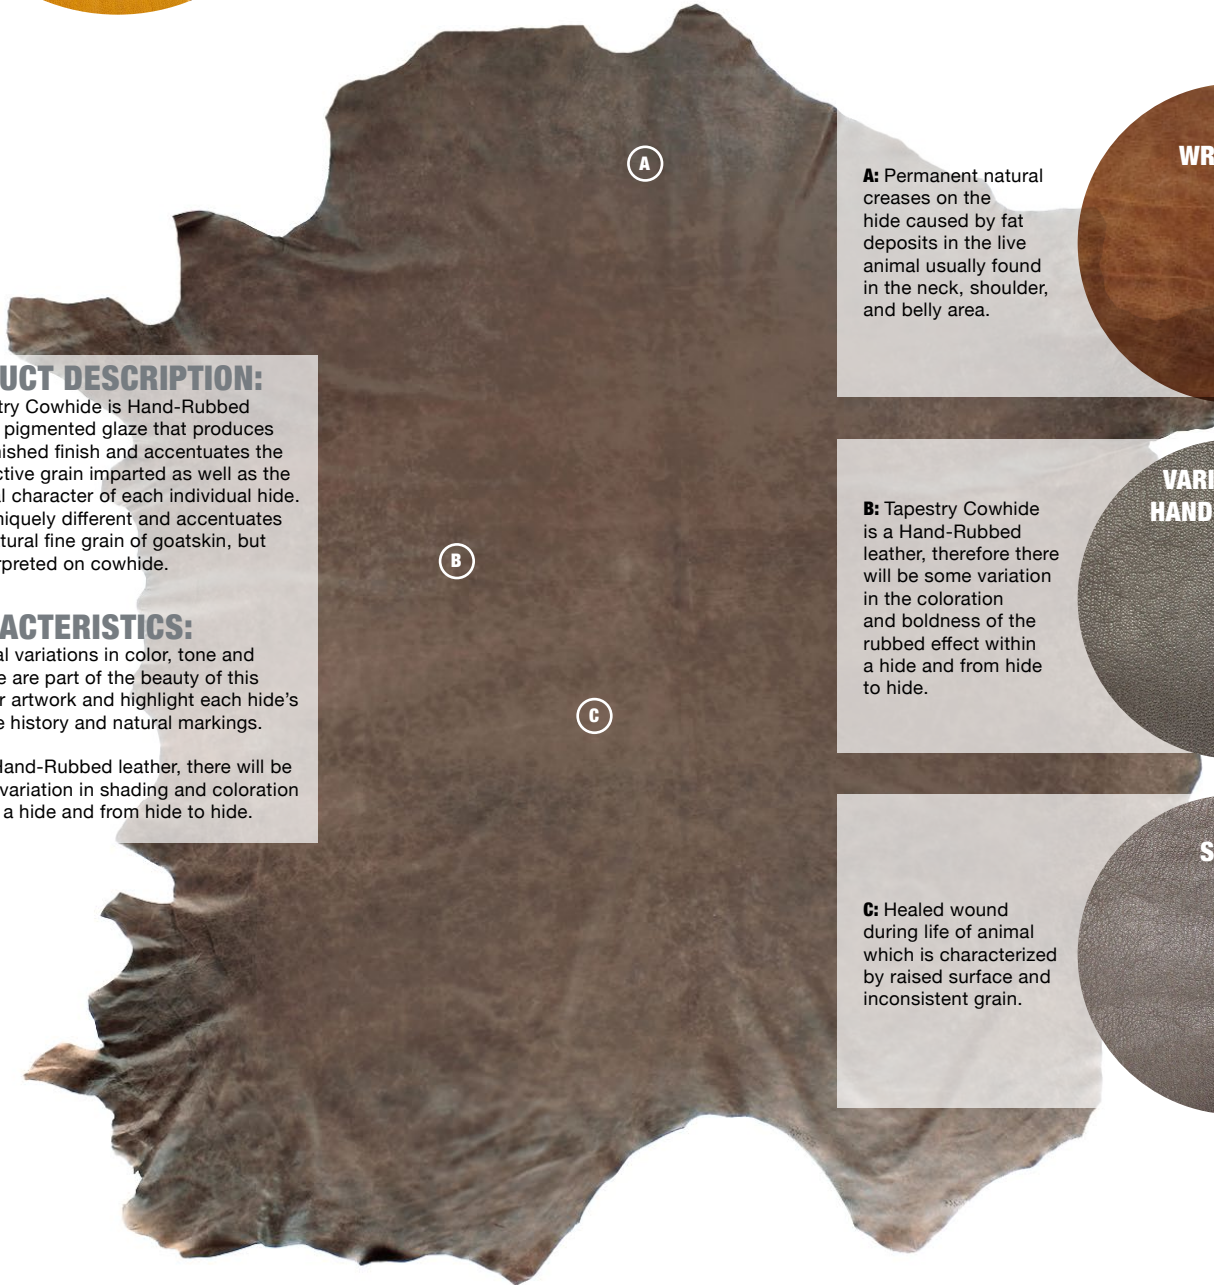 UCT DESCRIPTION:
try Cowhide is Hand-Rubbed
pigmented glaze that produces
nished finish and accentuates the
ctive grain imparted as well as the
al character of each individual hide.
niquely different and accentuates
tural fine grain of goatskin, but
rpreted on cowhide.
ACTERISTICS:
al variations in color, tone and
e are part of the beauty of this
r artwork and highlight each hide's
e history and natural markings.
Hand-Rubbed leather, there will be
variation in shading and coloration
a hide and from hide to hide.
A
B
C
A: Permanent natural
creases on the
hide caused by fat
deposits in the live
animal usually found
in the neck, shoulder,
and belly area.
WR
B: Tapestry Cowhide
is a Hand-Rubbed
leather, therefore there
will be some variation
in the coloration
and boldness of the
rubbed effect within
a hide and from hide
to hide.
VARI
HAND
C: Healed wound
during life of animal
which is characterized
by raised surface and
inconsistent grain.
S